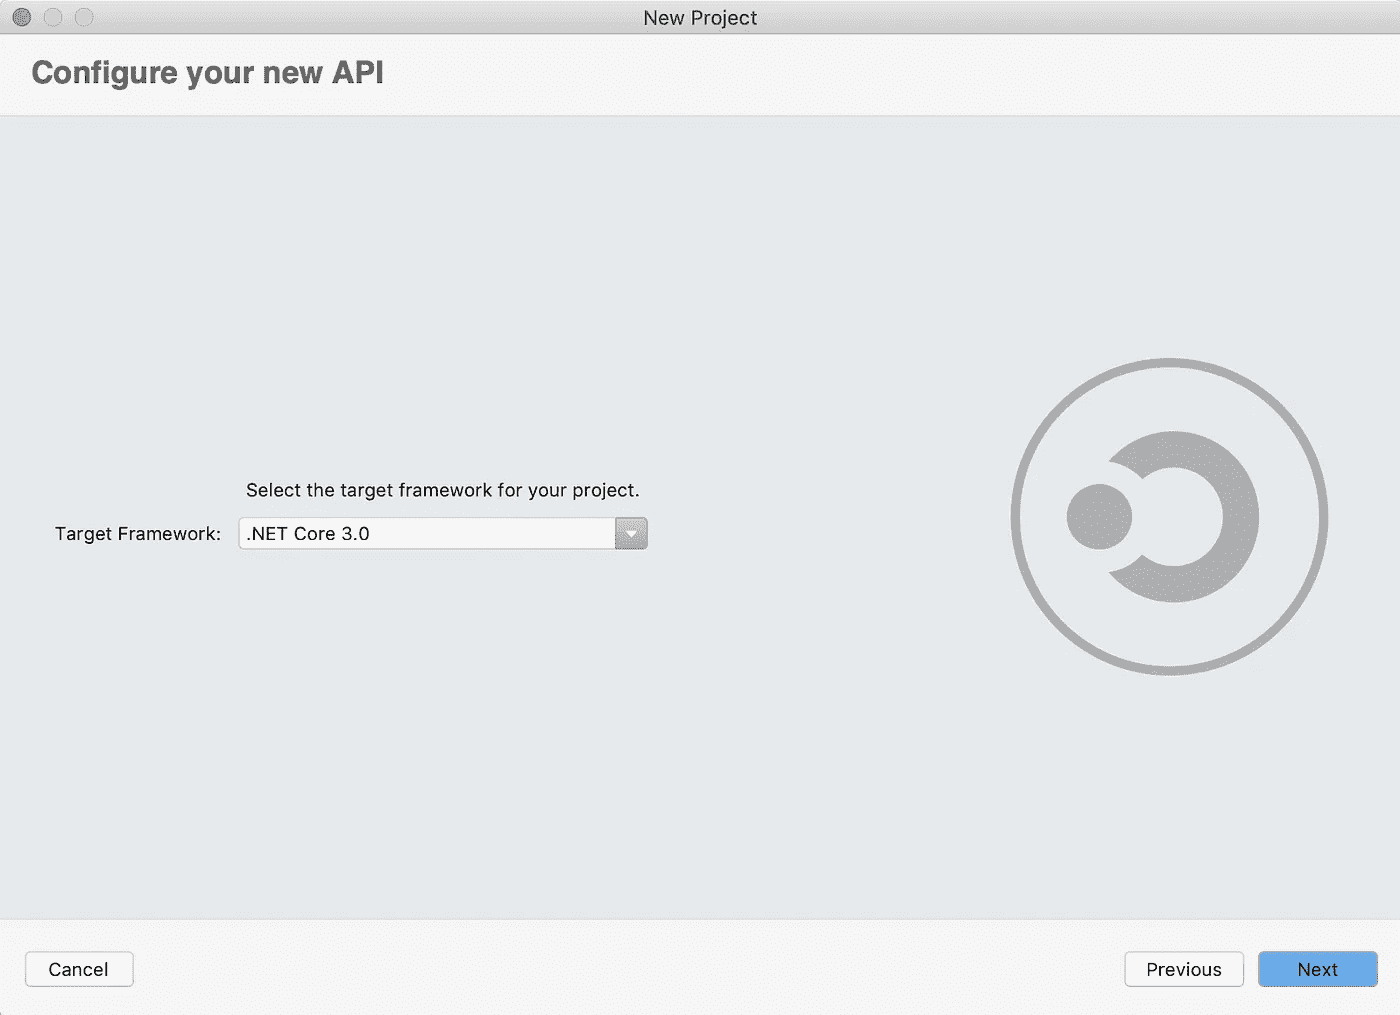 New Project
Configure your new API
Select the target framework for your project.
Target Framework: .NET Core 3.0
Cancel Previous Next